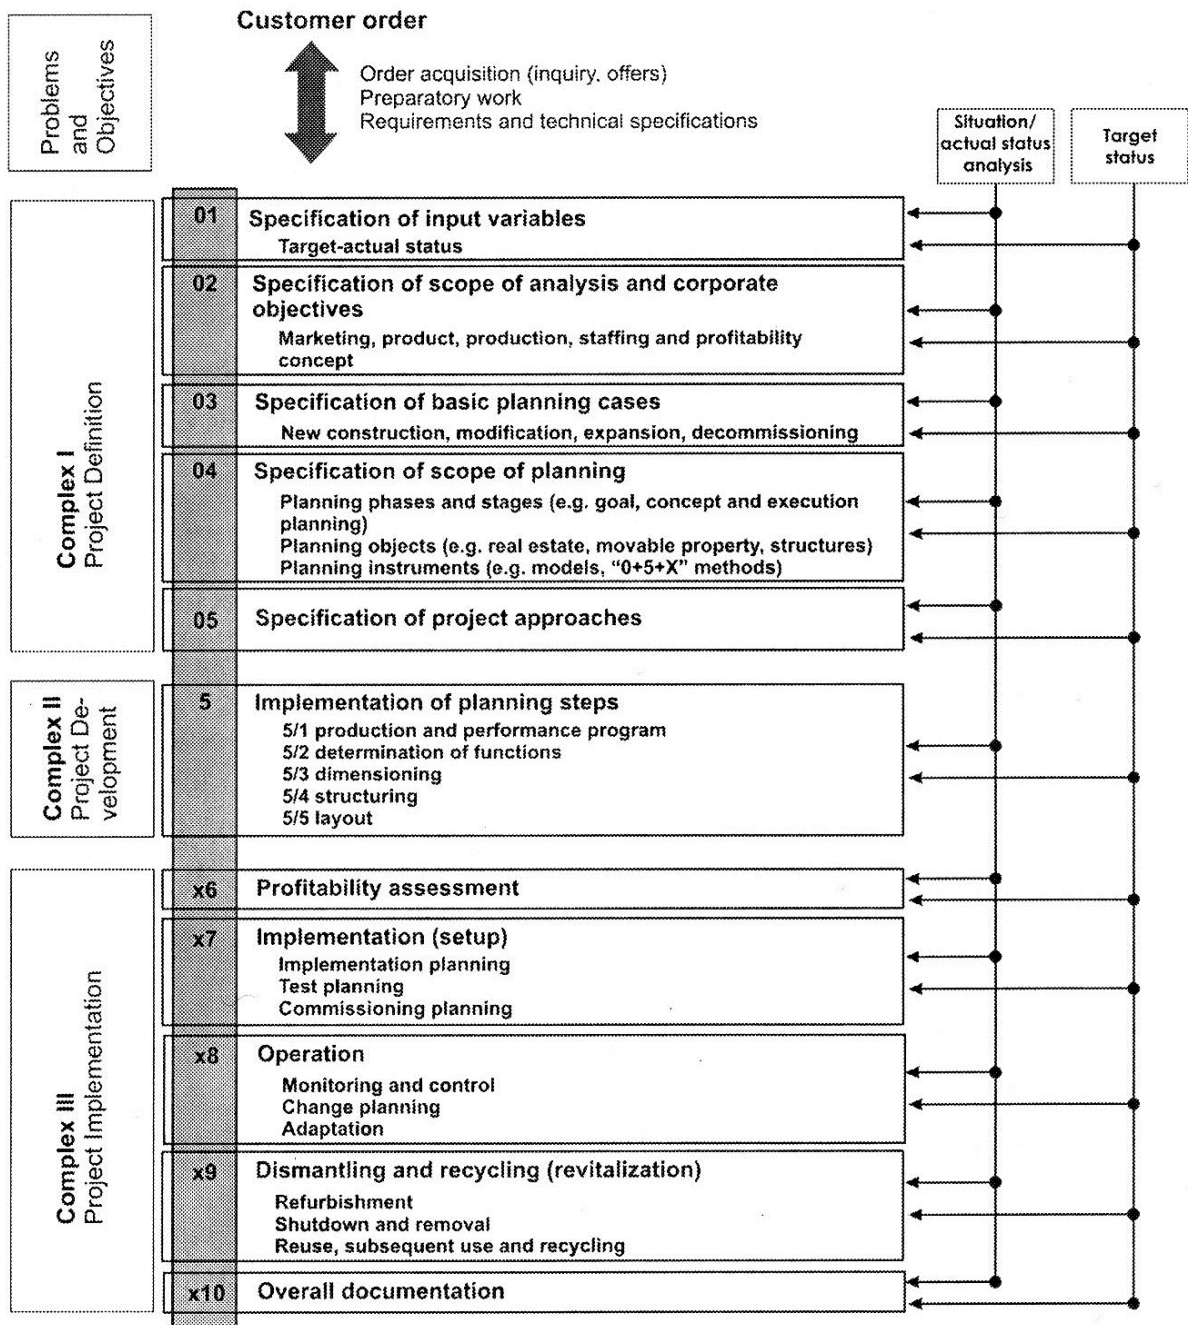 Customer order
Problems
and
Objectives
Order acquisition (inquiry, offers)
Preparatory work
Requirements and technical specifications
Situation/
actual status
analysis
Target
status
Complex I
Project Definition
01
Specification of input variables
Target-actual status
02
Specification of scope of analysis and corporate
objectives
Marketing, product, production, staffing and profitability
concept
03
Specification of basic planning cases
New construction, modification, expansion, decommissioning
04
Specification of scope of planning
Planning phases and stages (e.g. goal, concept and execution
planning)
Planning objects (e.g. real estate, movable property, structures)
Planning instruments (e.g. models, “0+5+X” methods)
05
Specification of project approaches
Complex II
Project De-
velopment
5
Implementation of planning steps
5/1 production and performance program
5/2 determination of functions
5/3 dimensioning
5/4 structuring
5/5 layout
Complex III
Project Implementation
x6
Profitability assessment
x7
Implementation (setup)
Implementation planning
Test planning
Commissioning planning
x8
Operation
Monitoring and control
Change planning
Adaptation
x9
Dismantling and recycling (revitalization)
Refurbishment
Shutdown and removal
Reuse, subsequent use and recycling
x10
Overall documentation